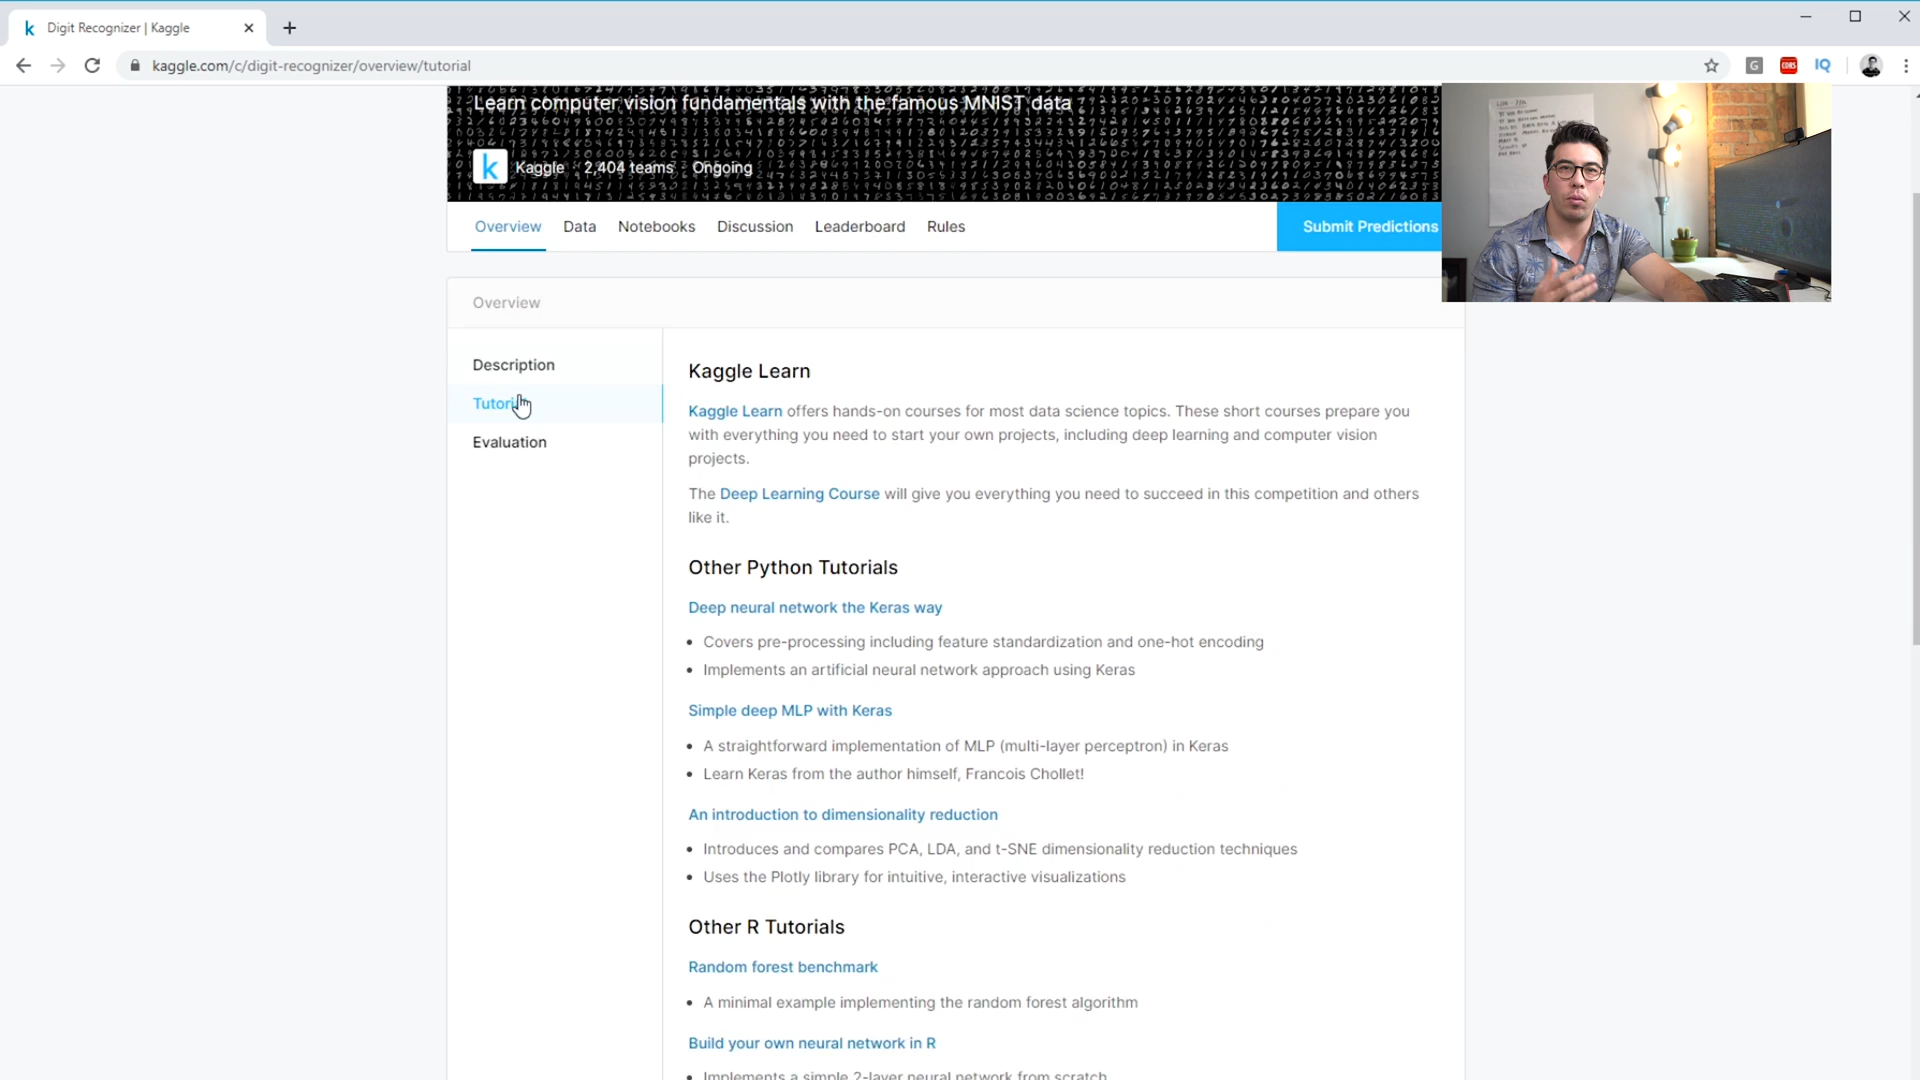 Digit Recognizer | Kaggle
kaggle.com/c/digit-recognizer/overview/tutorial
G
CORS
IQ
Learn computer vision fundamentals with the famous MNIST data
k Kaggle 2,404 teams Ongoing
Overview Data Notebooks Discussion Leaderboard Rules Submit Predictions
Overview
Description
Tutori
Evaluation
Kaggle Learn
Kaggle Learn offers hands-on courses for most data science topics. These short courses prepare you
with everything you need to start your own projects, including deep learning and computer vision
projects.
The Deep Learning Course will give you everything you need to succeed in this competition and others
like it.
Other Python Tutorials
Deep neural network the Keras way
• Covers pre-processing including feature standardization and one-hot encoding
• Implements an artificial neural network approach using Keras
Simple deep MLP with Keras
• A straightforward implementation of MLP (multi-layer perceptron) in Keras
• Learn Keras from the author himself, Francois Chollet!
An introduction to dimensionality reduction
• Introduces and compares PCA, LDA, and t-SNE dimensionality reduction techniques
• Uses the Plotly library for intuitive, interactive visualizations
Other R Tutorials
Random forest benchmark
• A minimal example implementing the random forest algorithm
Build your own neural network in R
• Implements a simple 2-layer neural network from scratch